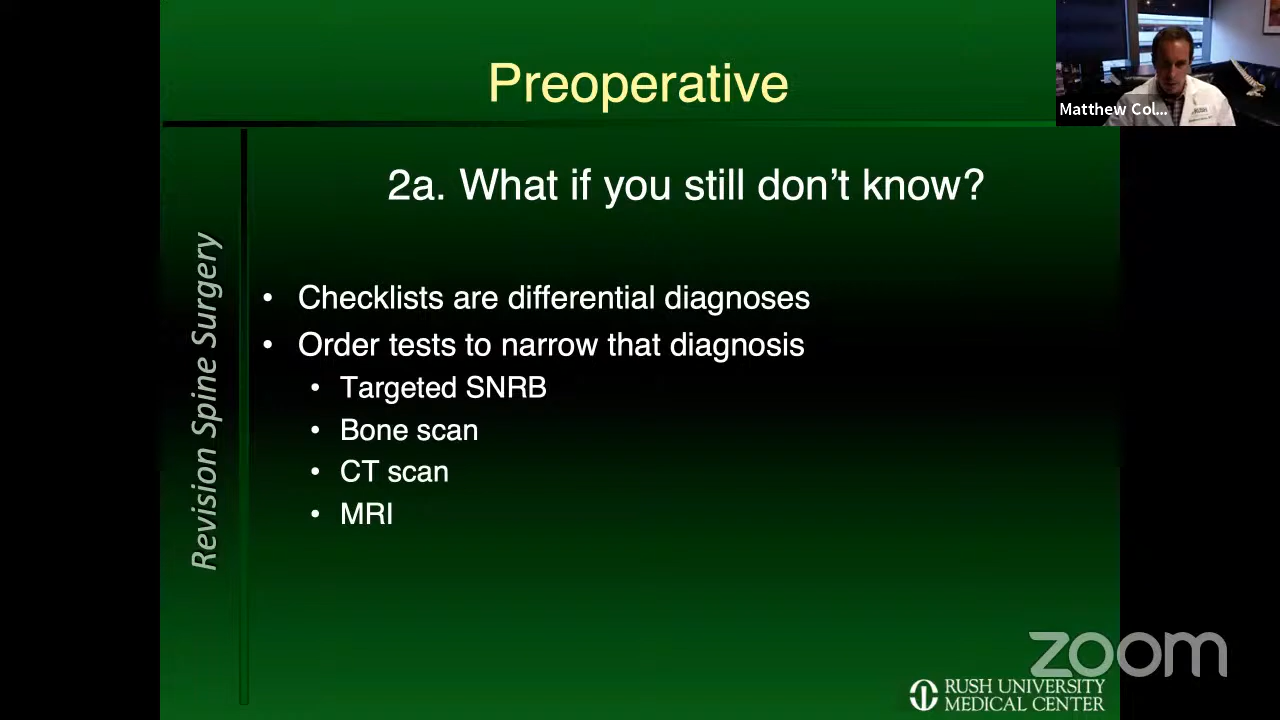 Preoperative
Matthew Col...
2a. What if you still don’t know?
Revision Spine Surgery
• Checklists are differential diagnoses
• Order tests to narrow that diagnosis
• Targeted SNRB
• Bone scan
• CT scan
• MRI
zoom
RUSH UNIVERSITY
MEDICAL CENTER